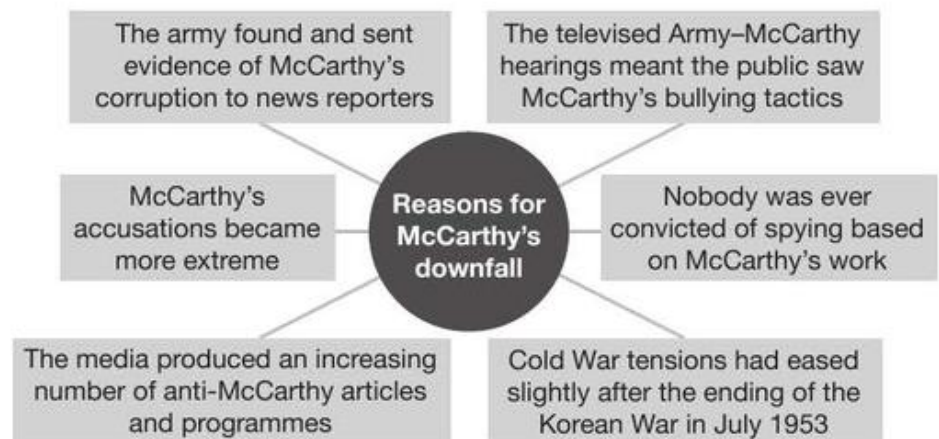 The army found and sent
evidence of McCarthy's
corruption to news reporters
The televised Army–McCarthy
hearings meant the public saw
McCarthy's bullying tactics
McCarthy's
accusations became
more extreme
Reasons for
McCarthy's
downfall
Nobody was ever
convicted of spying based
on McCarthy's work
The media produced an increasing
number of anti-McCarthy articles
and programmes
Cold War tensions had eased
slightly after the ending of the
Korean War in July 1953